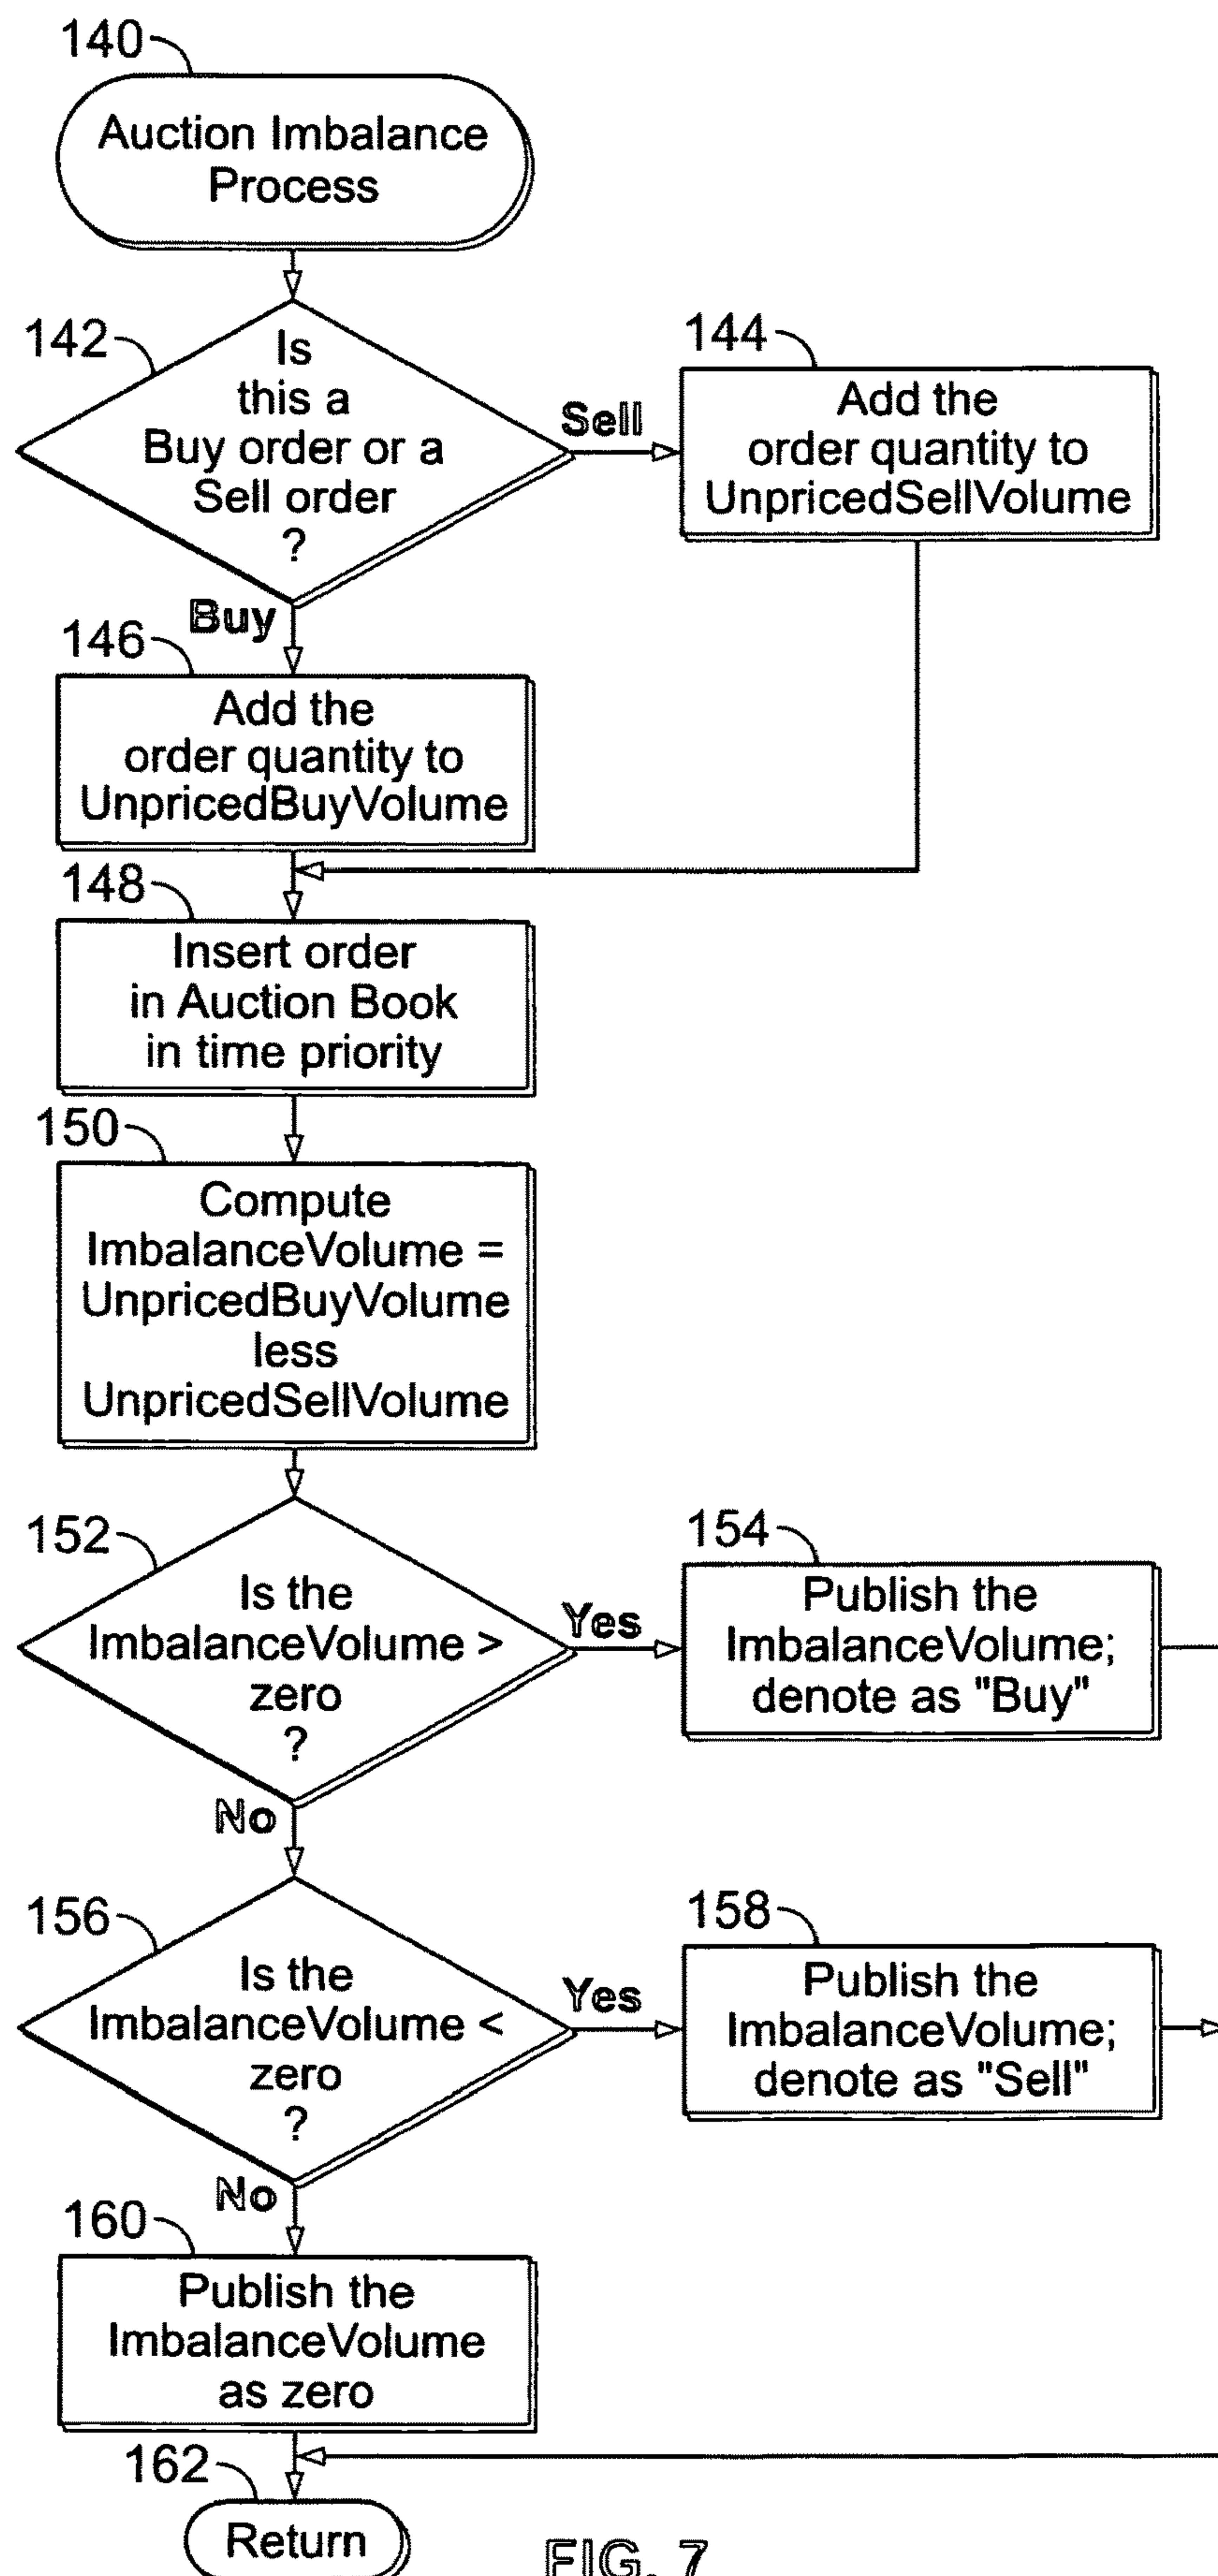 140
Auction Imbalance
Process
142
Is
this a
Buy order or a
Sell order
?
Sell
144
Add the
order quantity to
UnpricedSellVolume
Buy
146
Add the
order quantity to
UnpricedBuyVolume
148
Insert order
in Auction Book
in time priority
150
Compute
ImbalanceVolume =
UnpricedBuyVolume
less
UnpricedSellVolume
152
Is the
ImbalanceVolume >
zero
?
Yes
154
Publish the
ImbalanceVolume;
denote as "Buy"
No
156
Is the
ImbalanceVolume <
zero
?
Yes
158
Publish the
ImbalanceVolume;
denote as "Sell"
No
160
Publish the
ImbalanceVolume
as zero
162
Return
FIG. 7